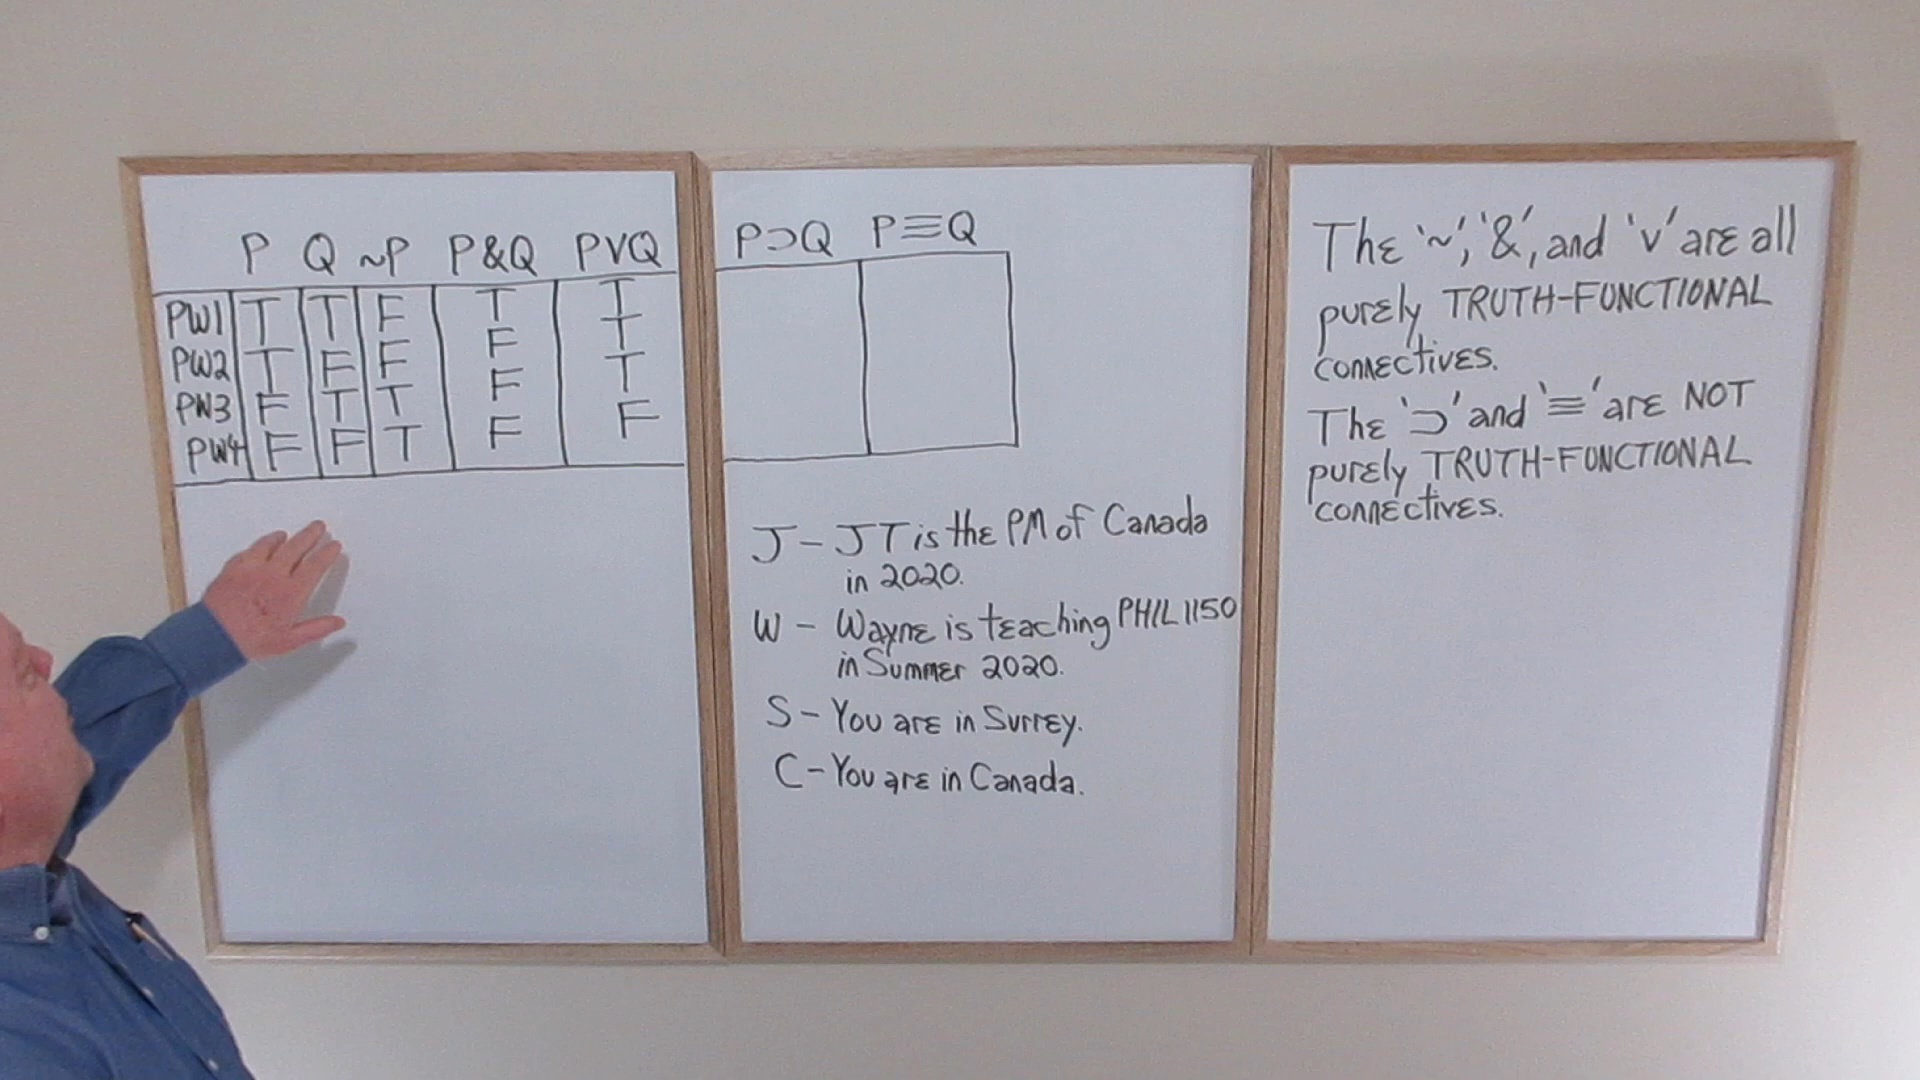 P Q ~P P&Q PVQ
PW1 T T F T T
PW2 T F F F T
PW3 F T T F T
PW4 F F T F F
P⊃Q P≡Q
J - JT is the PM of Canada
in 2020.
W - Wayne is teaching PHIL 1150
in Summer 2020.
S - You are in Surrey.
C - You are in Canada.
The '~', '&', and 'v' are all
purely TRUTH-FUNCTIONAL
connectives.
The '⊃' and '≡' are NOT
purely TRUTH-FUNCTIONAL
connectives.